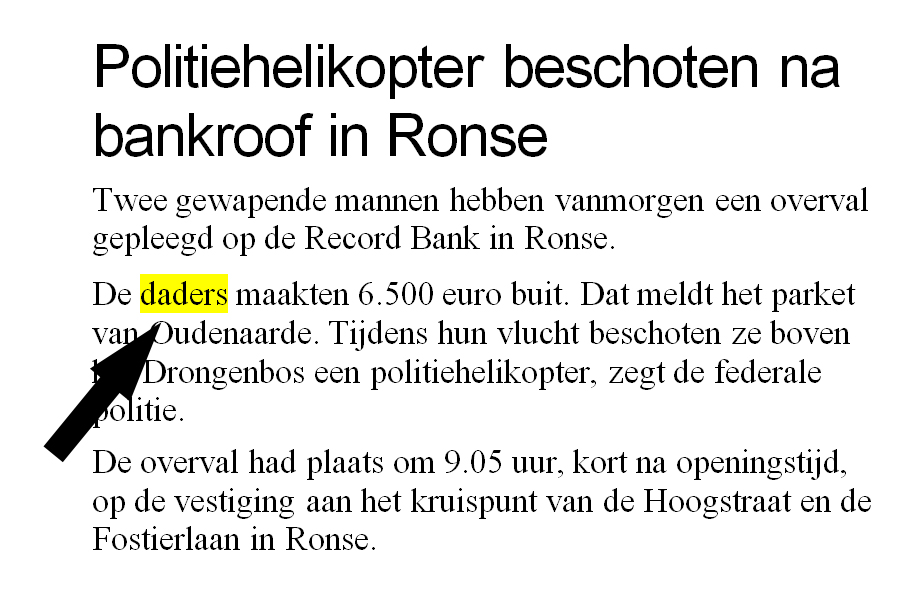 Politiehelikopter beschoten na
bankroof in Ronse
Twee gewapende mannen hebben vanmorgen een overval
gepleegd op de Record Bank in Ronse.
De daders maakten 6.500 euro buit. Dat meldt het parket
van Oudenaarde. Tijdens hun vlucht beschoten ze boven
Drongenbos een politiehelikopter, zegt de federale
politie.
De overval had plaats om 9.05 uur, kort na openingstijd,
op de vestiging aan het kruispunt van de Hoogstraat en de
Fostierlaan in Ronse.